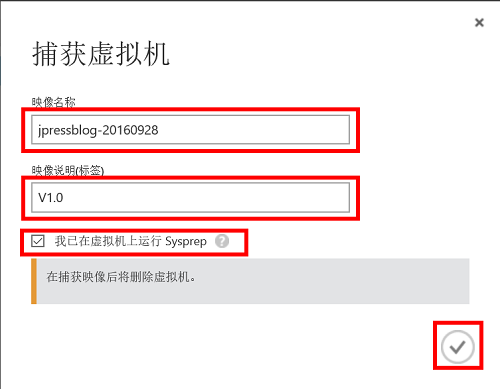 捕获虚拟机
映像名称
jpressblog-20160928
映像说明(标签)
V1.0
我已在虚拟机上运行 Sysprep ?
在捕获映像后将删除虚拟机。